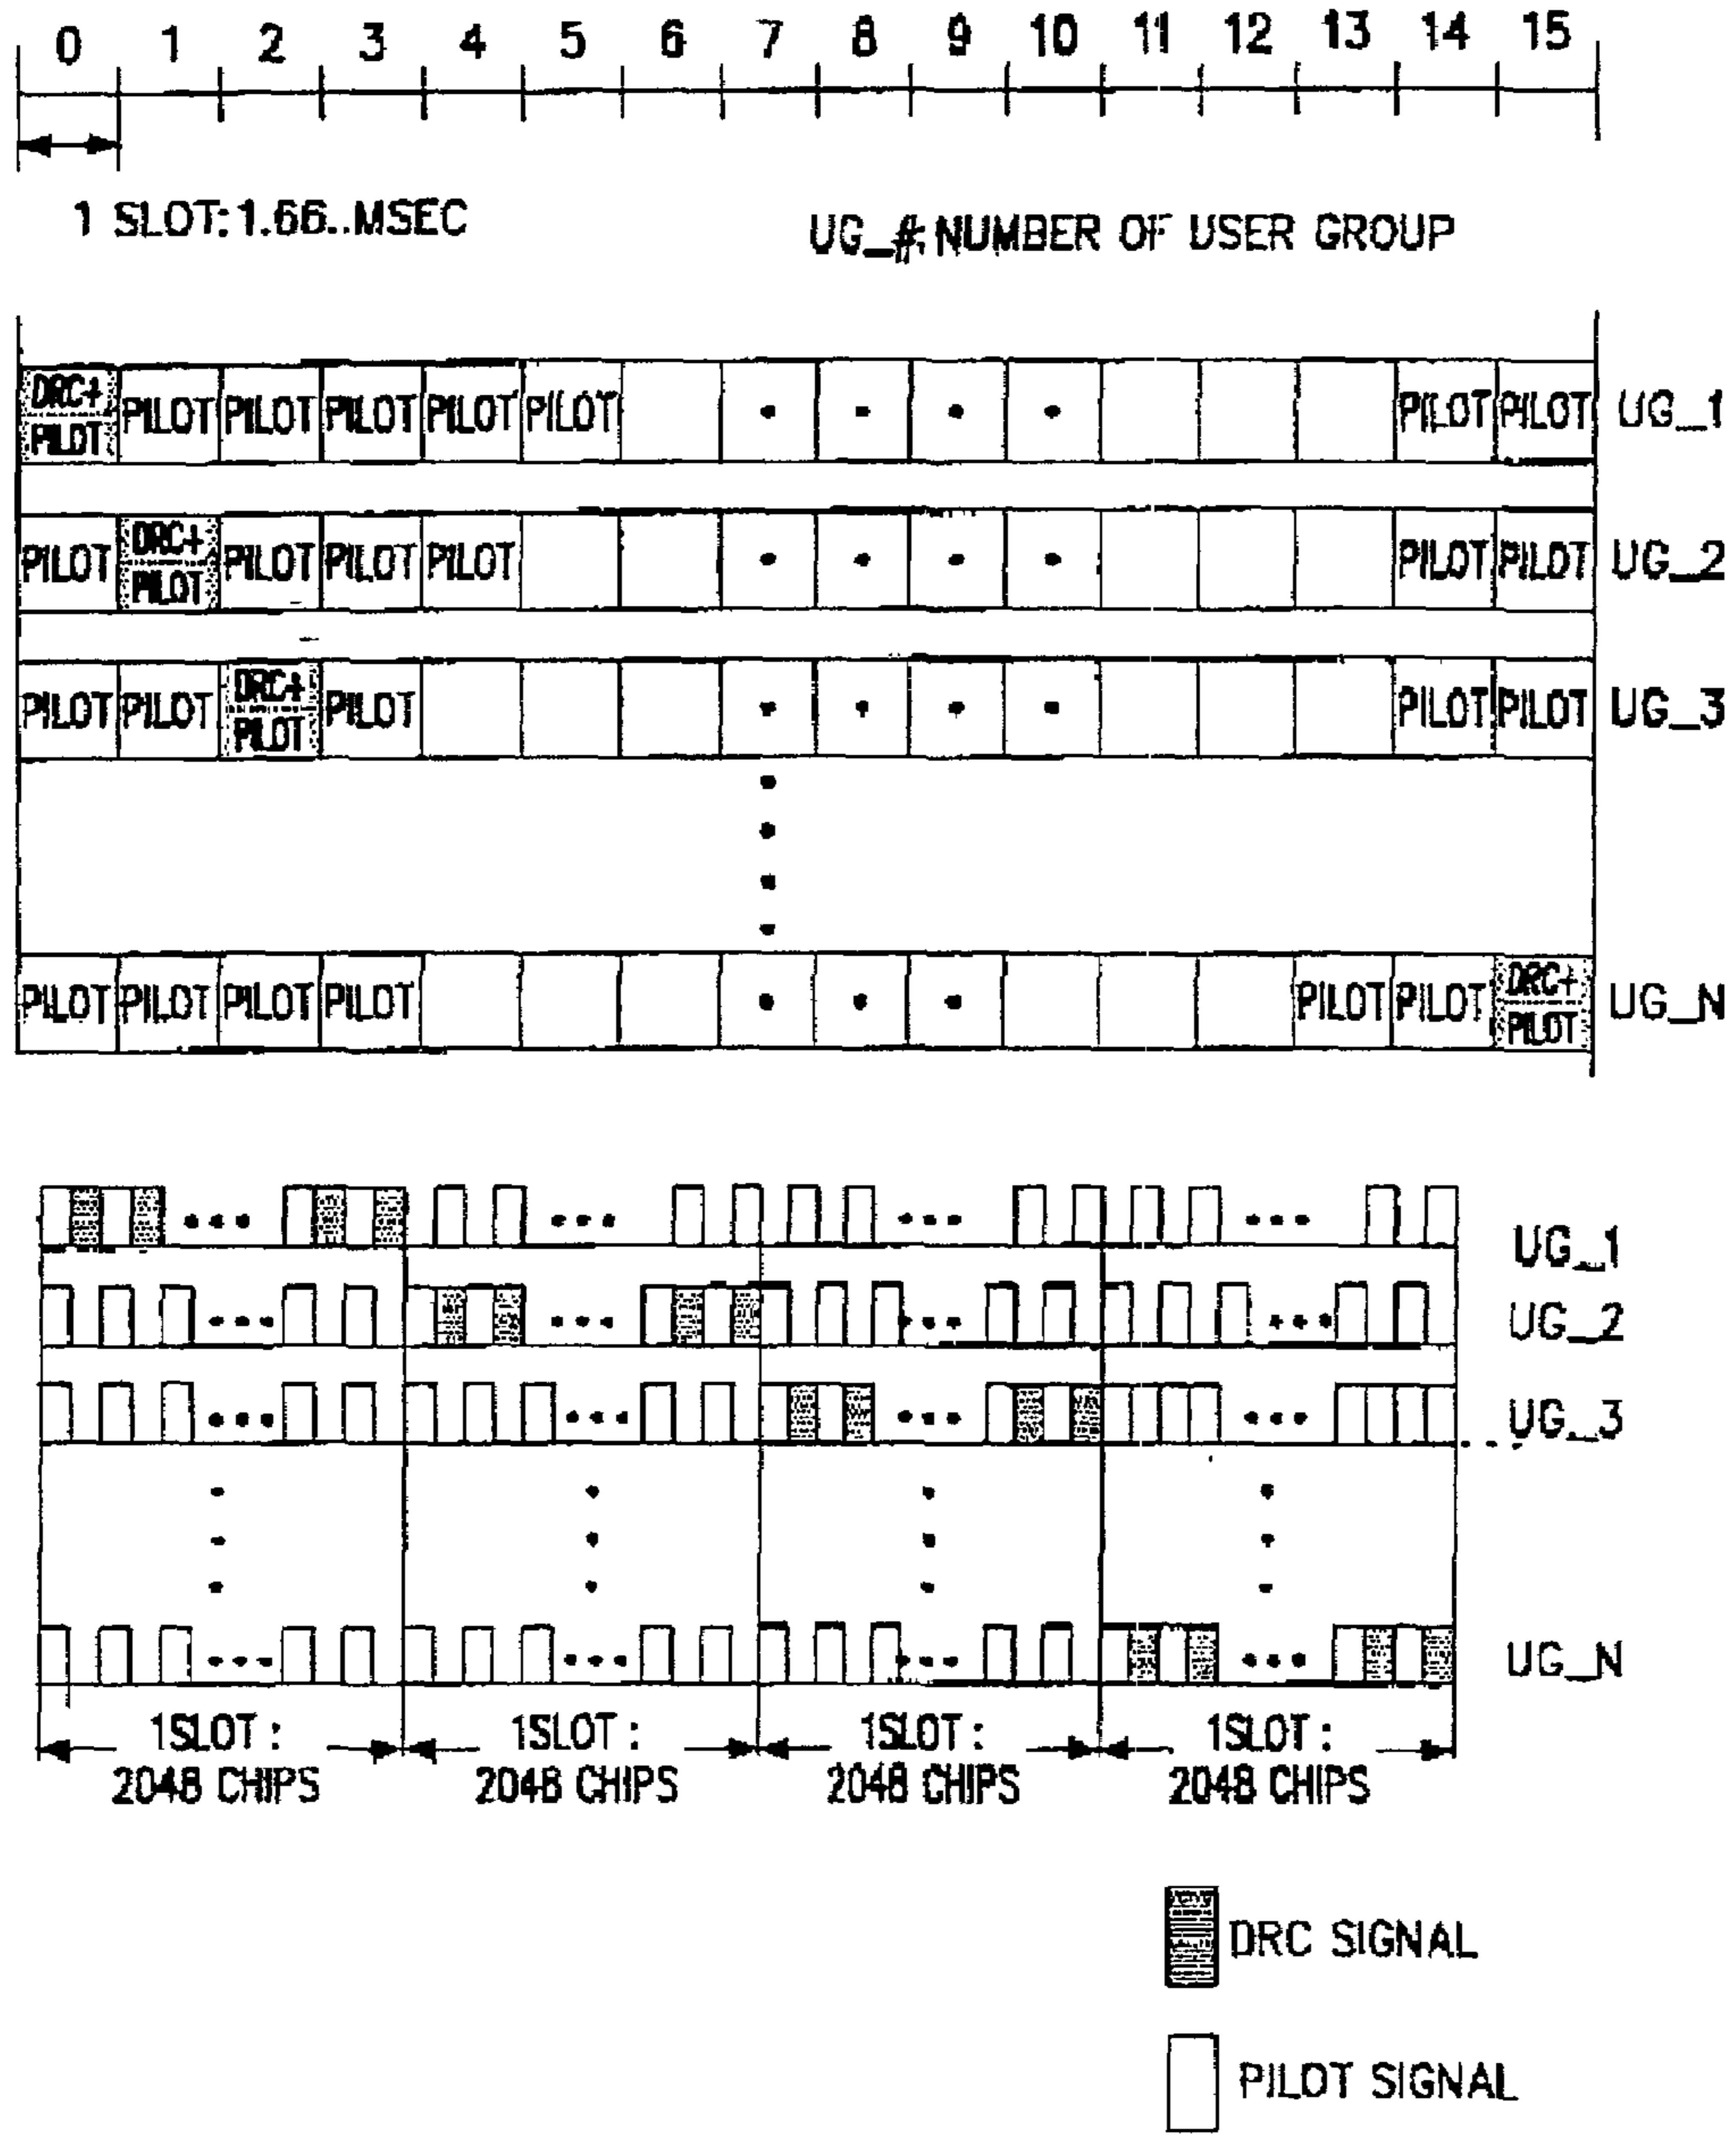 0 1 2 3 4 5 6 7 8 9 10 11 12 13 14 15
1 SLOT: 1.66..MSEC
UG_#: NUMBER OF USER GROUP
DRC+ PILOT PILOT PILOT PILOT PILOT PILOT PILOT PILOT UG_1
PILOT DRC+ PILOT PILOT PILOT PILOT PILOT PILOT UG_2
PILOT PILOT DRC+ PILOT PILOT PILOT PILOT UG_3
PILOT PILOT PILOT PILOT PILOT PILOT DRC+ PILOT UG_N
UG_1
UG_2
UG_3
UG_N
1SLOT : 1SLOT : 1SLOT : 1SLOT :
2048 CHIPS 2048 CHIPS 2048 CHIPS 2048 CHIPS
DRC SIGNAL
PILOT SIGNAL